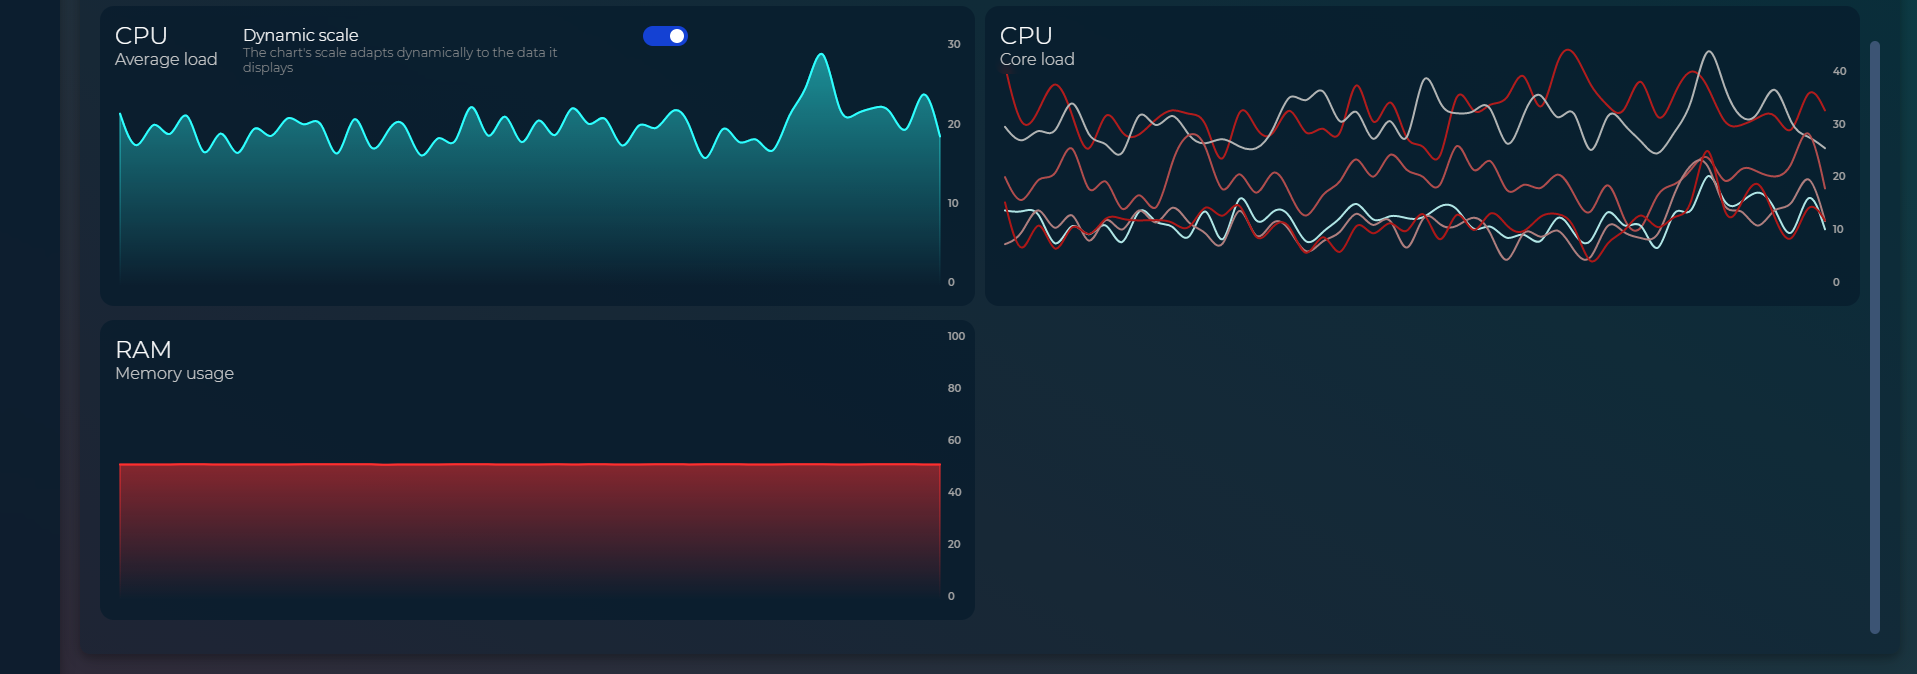 CPU
Average load
Dynamic scale
The chart's scale adapts dynamically to the data it
displays
30
20
10
0
CPU
Core load
40
30
20
10
0
RAM
Memory usage
100
80
60
40
20
0